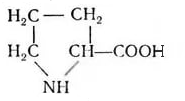 H₂C — CH₂
H₂C CH—COOH
NH